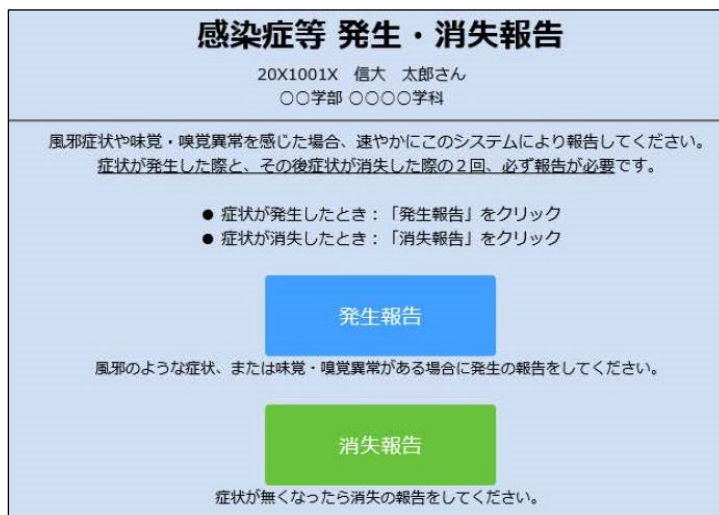 感染症等 発生・消失報告
20X1001X　信大　太郎さん
○○学部 ○○○○学科
風邪症状や味覚・嗅覚異常を感じた場合、速やかにこのシステムにより報告してください。
症状が発生した際と、その後症状が消失した際の２回、必ず報告が必要です。
● 症状が発生したとき：「発生報告」をクリック
● 症状が消失したとき：「消失報告」をクリック
発生報告
風邪のような症状、または味覚・嗅覚異常がある場合に発生の報告をしてください。
消失報告
症状が無くなったら消失の報告をしてください。